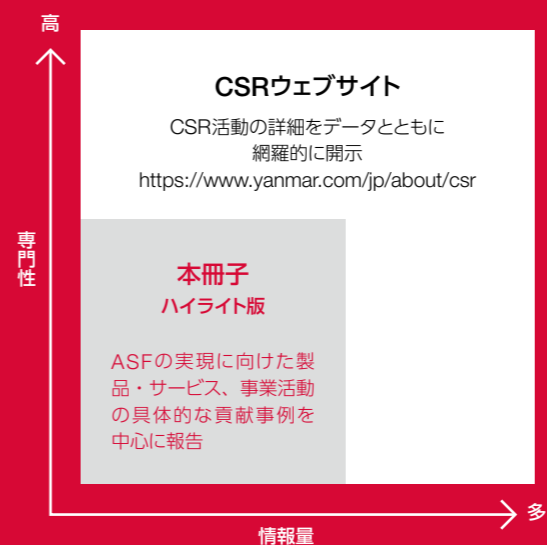 高
CSRウェブサイト
CSR活動の詳細をデータとともに
網羅的に開示
https://www.yanmar.com/jp/about/csr
専門性
本冊子
ハイライト版
ASFの実現に向けた製
品・サービス、事業活動
の具体的な貢献事例を
中心に報告
多
情報量